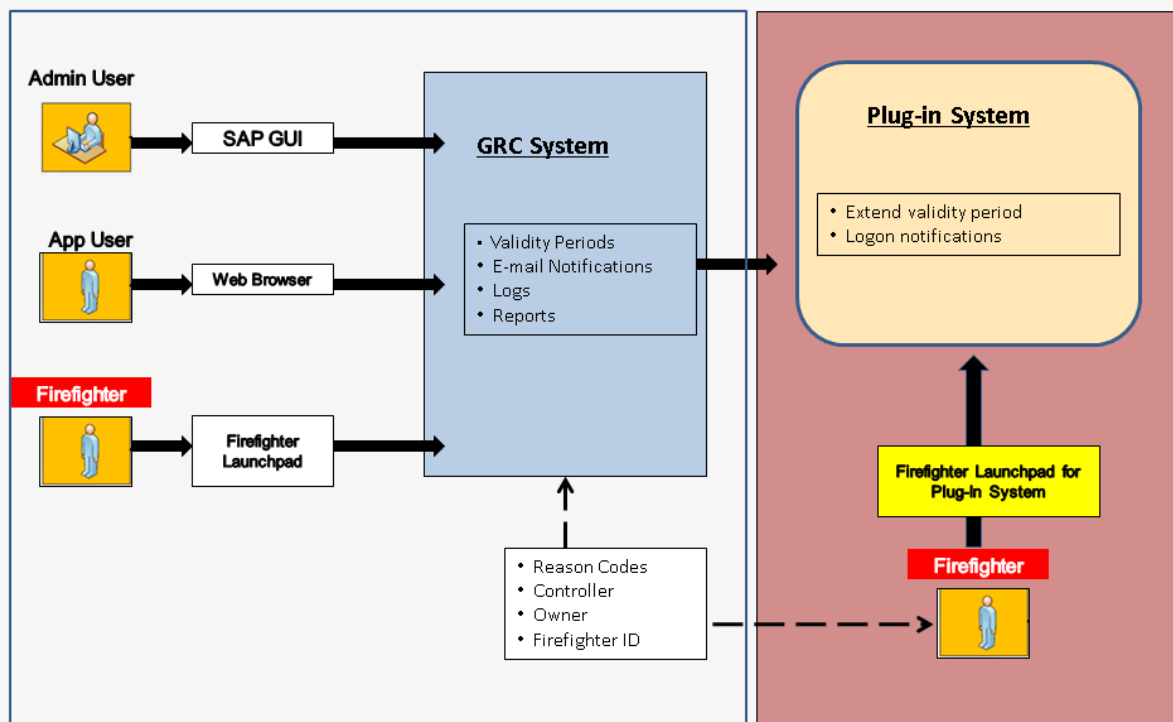 Admin User
SAP GUI
GRC System
Plug-in System
• Extend validity period
• Logon notifications
App User
Web Browser
• Validity Periods
• E-mail Notifications
• Logs
• Reports
Firefighter
Firefighter
Launchpad
Firefighter Launchpad for
Plug-In System
• Reason Codes
• Controller
• Owner
• Firefighter ID
Firefighter